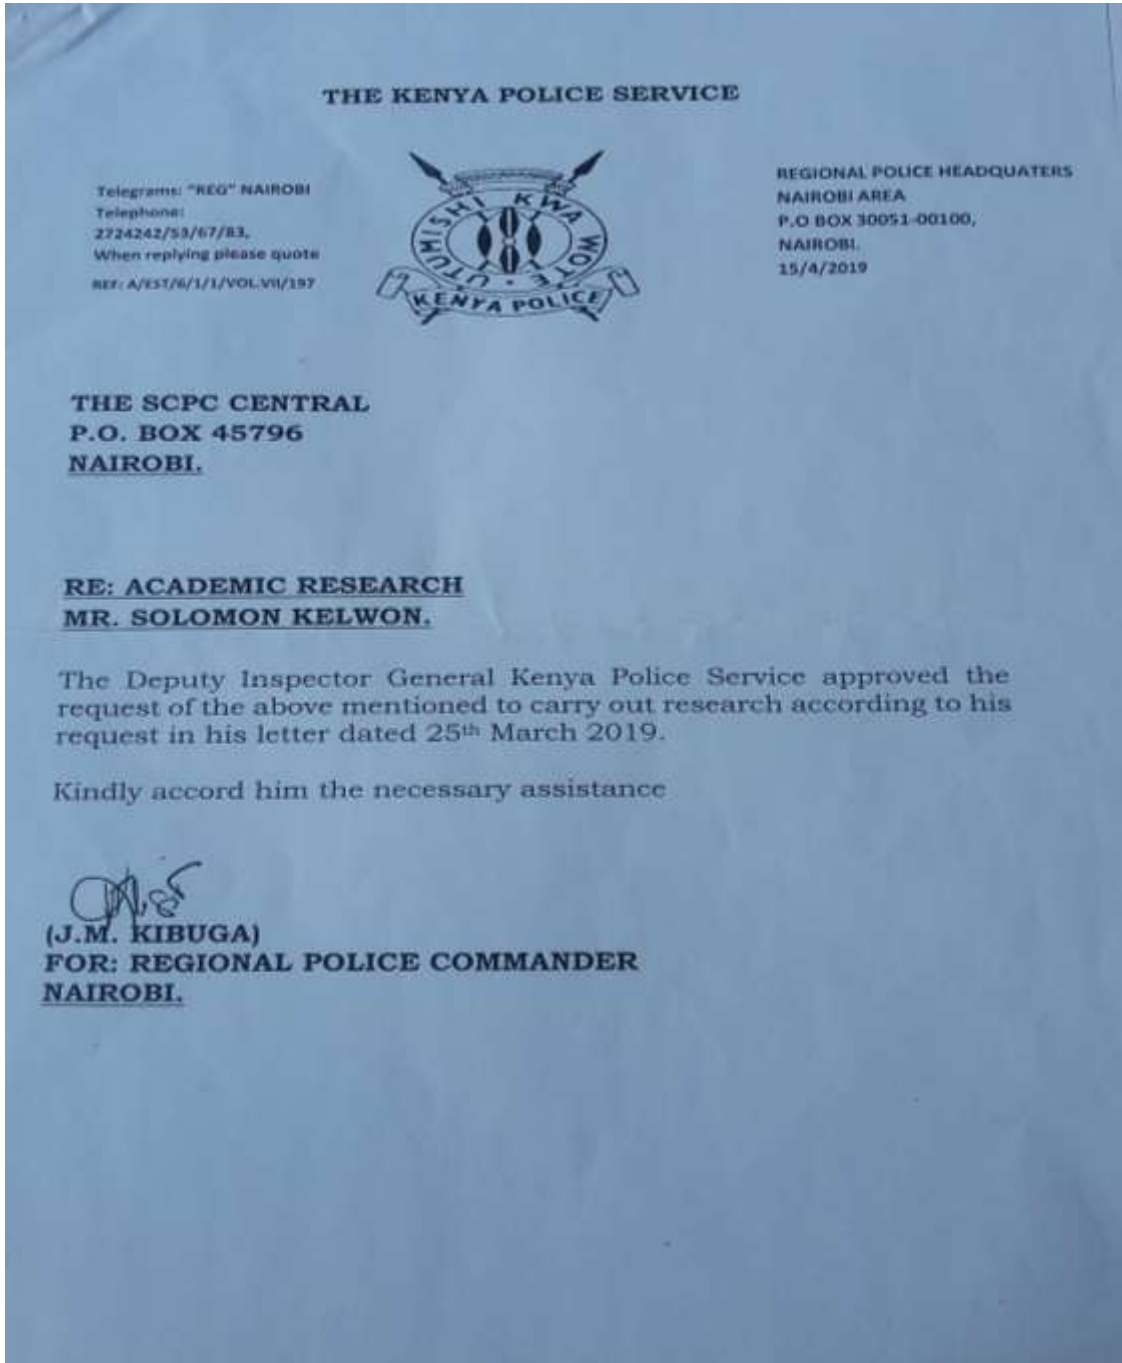 THE KENYA POLICE SERVICE
Telegrams: "REG" NAIROBI
Telephone:
2724242/53/67/83,
When replying please quote
REF: A/EST/6/1/1/VOL.VII/197
UTUMISHI KWA WOTE
KENYA POLICE
REGIONAL POLICE HEADQUATERS
NAIROBI AREA
P.O BOX 30051-00100,
NAIROBI.
15/4/2019
THE SCPC CENTRAL
P.O. BOX 45796
NAIROBI.
RE: ACADEMIC RESEARCH
MR. SOLOMON KELWON.
The Deputy Inspector General Kenya Police Service approved the
request of the above mentioned to carry out research according to his
request in his letter dated 25th March 2019.
Kindly accord him the necessary assistance
(J.M. KIBUGA)
FOR: REGIONAL POLICE COMMANDER
NAIROBI.